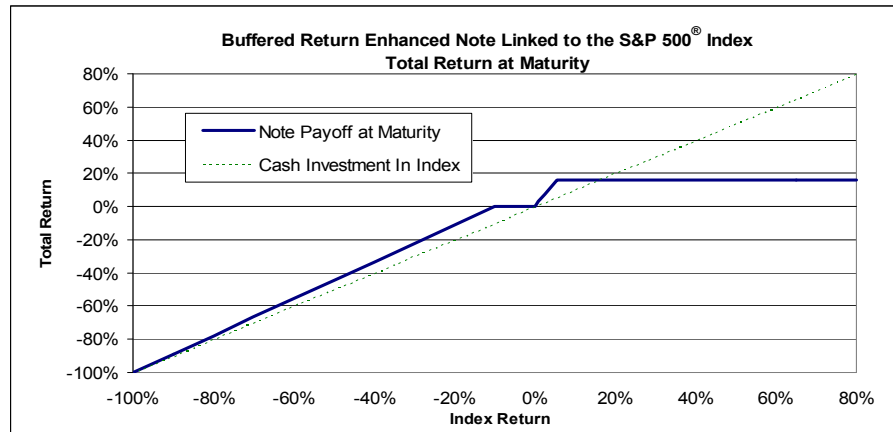 Buffered Return Enhanced Note Linked to the S&P 500® Index
Total Return at Maturity
80%
60%
40%
20%
0%
-20%
-40%
-60%
-80%
-100%
Note Payoff at Maturity
Cash Investment In Index
Total Return
-100% -80% -60% -40% -20% 0% 20% 40% 60% 80%
Index Return